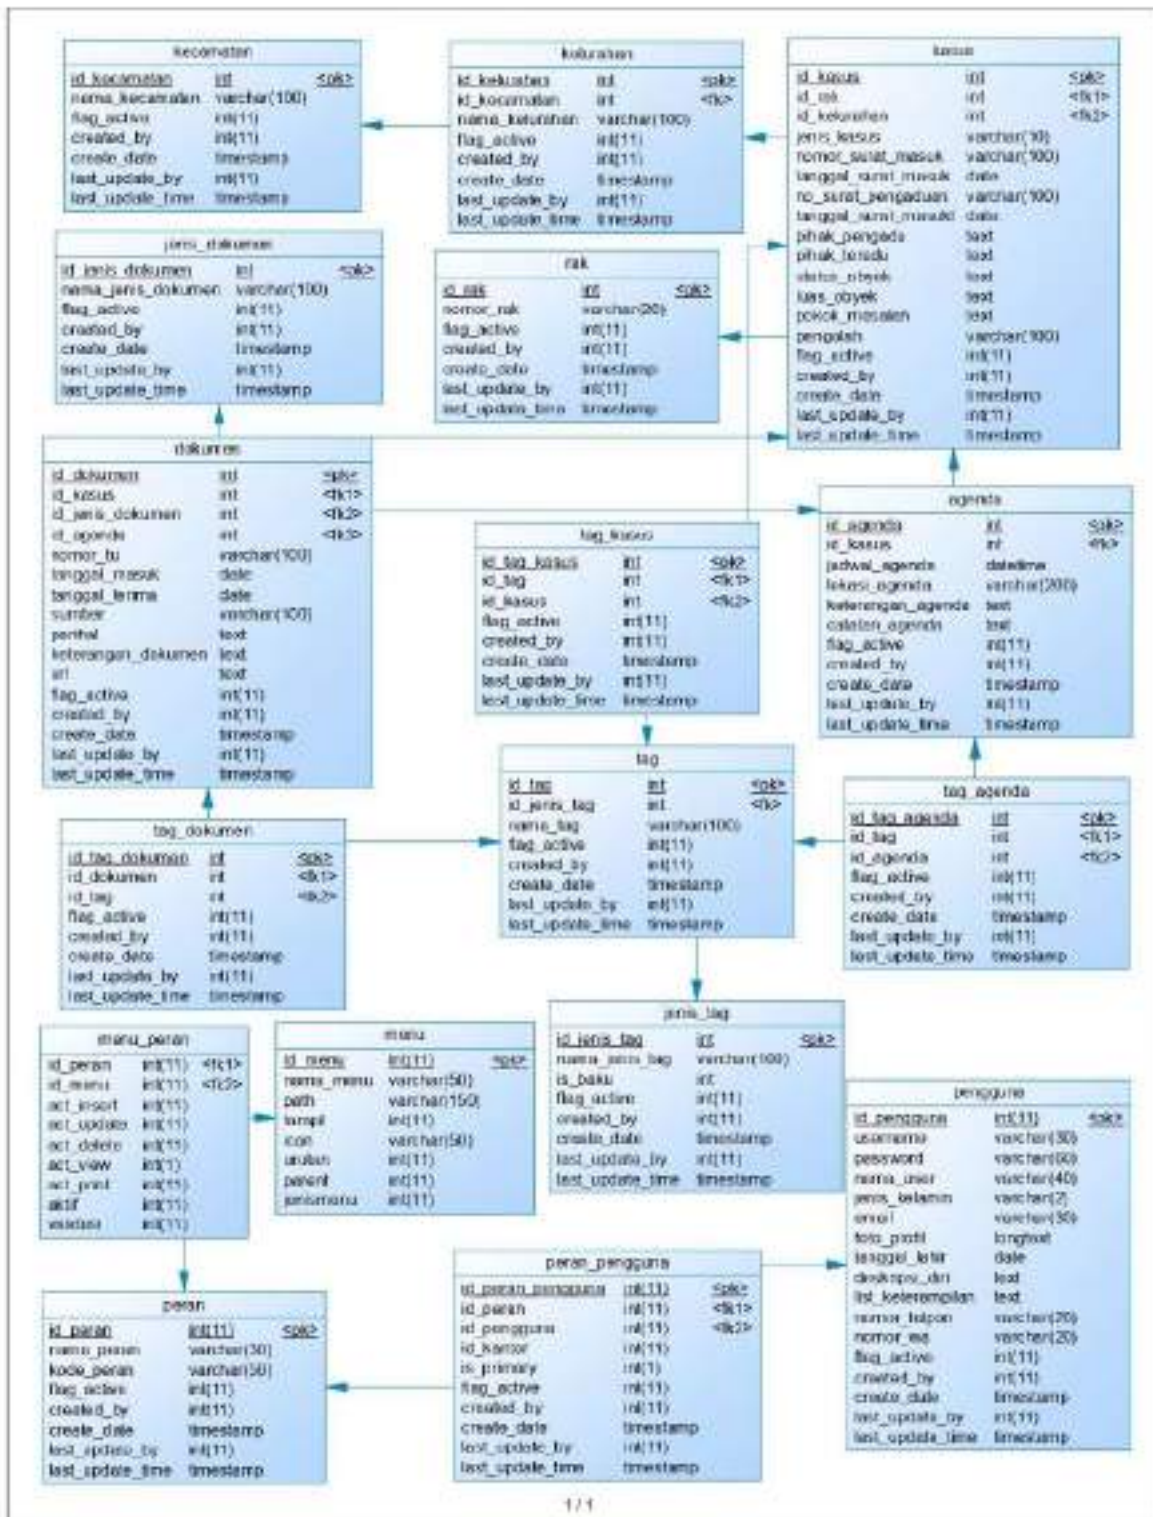 kecamatan
id_kecamatan int <pk>
nama_kecamatan varchar(100)
flag_active int(11)
created_by int(11)
create_date timestamp
last_update_by int(11)
last_update_time timestamp
kelurahan
id_kelurahan int <pk>
id_kecamatan int <fk>
nama_kelurahan varchar(100)
flag_active int(11)
created_by int(11)
create_date timestamp
last_update_by int(11)
last_update_time timestamp
kasus
id_kasus int <pk>
id_rak int <fk1>
id_kelurahan int <fk2>
jenis_kasus varchar(10)
nomor_surat_masuk varchar(100)
tanggal_surat_masuk date
no_surat_pengaduan varchar(100)
date
pihak_pengadu text
pihak_teradu text
status_obyek text
luas_obyek text
pokok_masalah text
pengolah varchar(100)
flag_active int(11)
created_by int(11)
create_date timestamp
last_update_by int(11)
last_update_time timestamp
jenis_dokumen
id_jenis_dokumen int <pk>
nama_jenis_dokumen varchar(100)
flag_active int(11)
created_by int(11)
create_date timestamp
last_update_by int(11)
last_update_time timestamp
rak
id_rak int <pk>
nomor_rak varchar(20)
flag_active int(11)
created_by int(11)
create_date timestamp
last_update_by int(11)
last_update_time timestamp
dokumen
id_dokumen int <pk>
id_kasus int <fk1>
id_jenis_dokumen int <fk2>
id_agenda int <fk3>
nomor_tu varchar(100)
tanggal_masuk date
tanggal_terima date
sumber varchar(100)
perihal text
keterangan_dokumen text
url text
flag_active int(11)
created_by int(11)
create_date timestamp
last_update_by int(11)
last_update_time timestamp
tag_kasus
id_tag_kasus int <pk>
id_tag int <fk1>
id_kasus int <fk2>
flag_active int(11)
created_by int(11)
create_date timestamp
last_update_by int(11)
last_update_time timestamp
agenda
id_agenda int <pk>
id_kasus int <fk>
jadwal_agenda datetime
lokasi_agenda varchar(200)
keterangan_agenda text
catatan_agenda text
flag_active int(11)
created_by int(11)
create_date timestamp
last_update_by int(11)
last_update_time timestamp
tag
id_tag int <pk>
id_jenis_tag int <fk>
nama_tag varchar(100)
flag_active int(11)
created_by int(11)
create_date timestamp
last_update_by int(11)
last_update_time timestamp
tag_agenda
id_tag_agenda int <pk>
id_tag int <fk1>
id_agenda int <fk2>
flag_active int(11)
created_by int(11)
create_date timestamp
last_update_by int(11)
last_update_time timestamp
tag_dokumen
id_tag_dokumen int <pk>
id_dokumen int <fk1>
id_tag int <fk2>
flag_active int(11)
created_by int(11)
create_date timestamp
last_update_by int(11)
last_update_time timestamp
menu_peran
id_peran int(11) <fk1>
id_menu int(11) <fk2>
act_insert int(11)
act_update int(11)
act_delete int(11)
act_view int(1)
act_print int(11)
aktif int(11)
validasi int(11)
menu
id_menu int(11) <pk>
nama_menu varchar(50)
path varchar(150)
tampil int(11)
icon varchar(50)
urutan int(11)
parent int(11)
jenismenu int(11)
jenis_tag
id_jenis_tag int <pk>
nama_jenis_tag varchar(100)
is_baku int
flag_active int(11)
created_by int(11)
create_date timestamp
last_update_by int(11)
last_update_time timestamp
pengguna
id_pengguna int(11) <pk>
username varchar(30)
password varchar(60)
nama_user varchar(40)
jenis_kelamin varchar(2)
email varchar(30)
foto_profil longtext
tanggal_lahir date
deskripsi_diri text
list_keterampilan text
nomor_telpon varchar(20)
nomor_wa varchar(20)
flag_active int(11)
created_by int(11)
create_date timestamp
last_update_by int(11)
last_update_time timestamp
peran
id_peran int(11) <pk>
nama_peran varchar(30)
kode_peran varchar(50)
flag_active int(11)
created_by int(11)
create_date timestamp
last_update_by int(11)
last_update_time timestamp
peran_pengguna
id_peran_pengguna int(11) <pk>
id_peran int(11) <fk1>
id_pengguna int(11) <fk2>
id_kantor int(11)
is_primary int(1)
flag_active int(11)
created_by int(11)
create_date timestamp
last_update_by int(11)
last_update_time timestamp
1 / 1